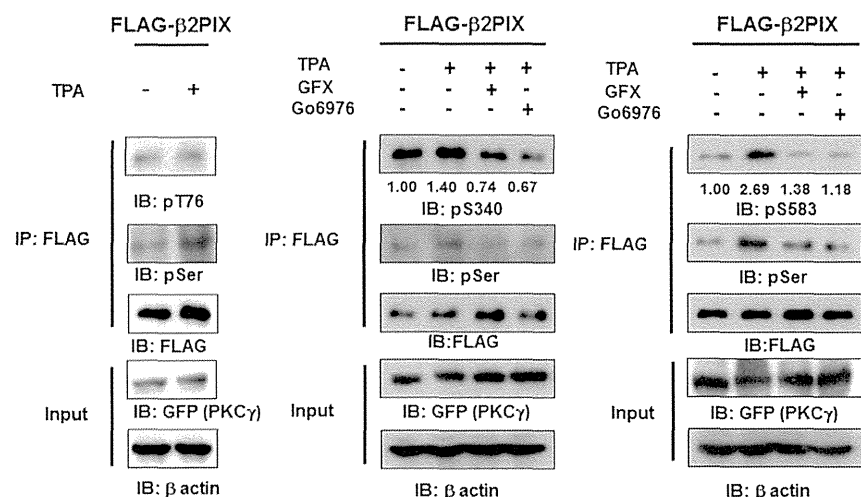 FLAG-β2PIX
TPA - +
IP: FLAG
IB: pT76
IB: pSer
IB: FLAG
Input
IB: GFP (PKCγ)
IB: β actin
FLAG-β2PIX
TPA - + + +
GFX - - + -
Go6976 - - - +
1.00 1.40 0.74 0.67
IB: pS340
IP: FLAG
IB: pSer
IB:FLAG
Input
IB: GFP (PKCγ)
IB: β actin
FLAG-β2PIX
TPA - + + +
GFX - - + -
Go6976 - - - +
1.00 2.69 1.38 1.18
IB: pS583
IP: FLAG
IB: pSer
IB:FLAG
Input
IB: GFP (PKCγ)
IB: β actin